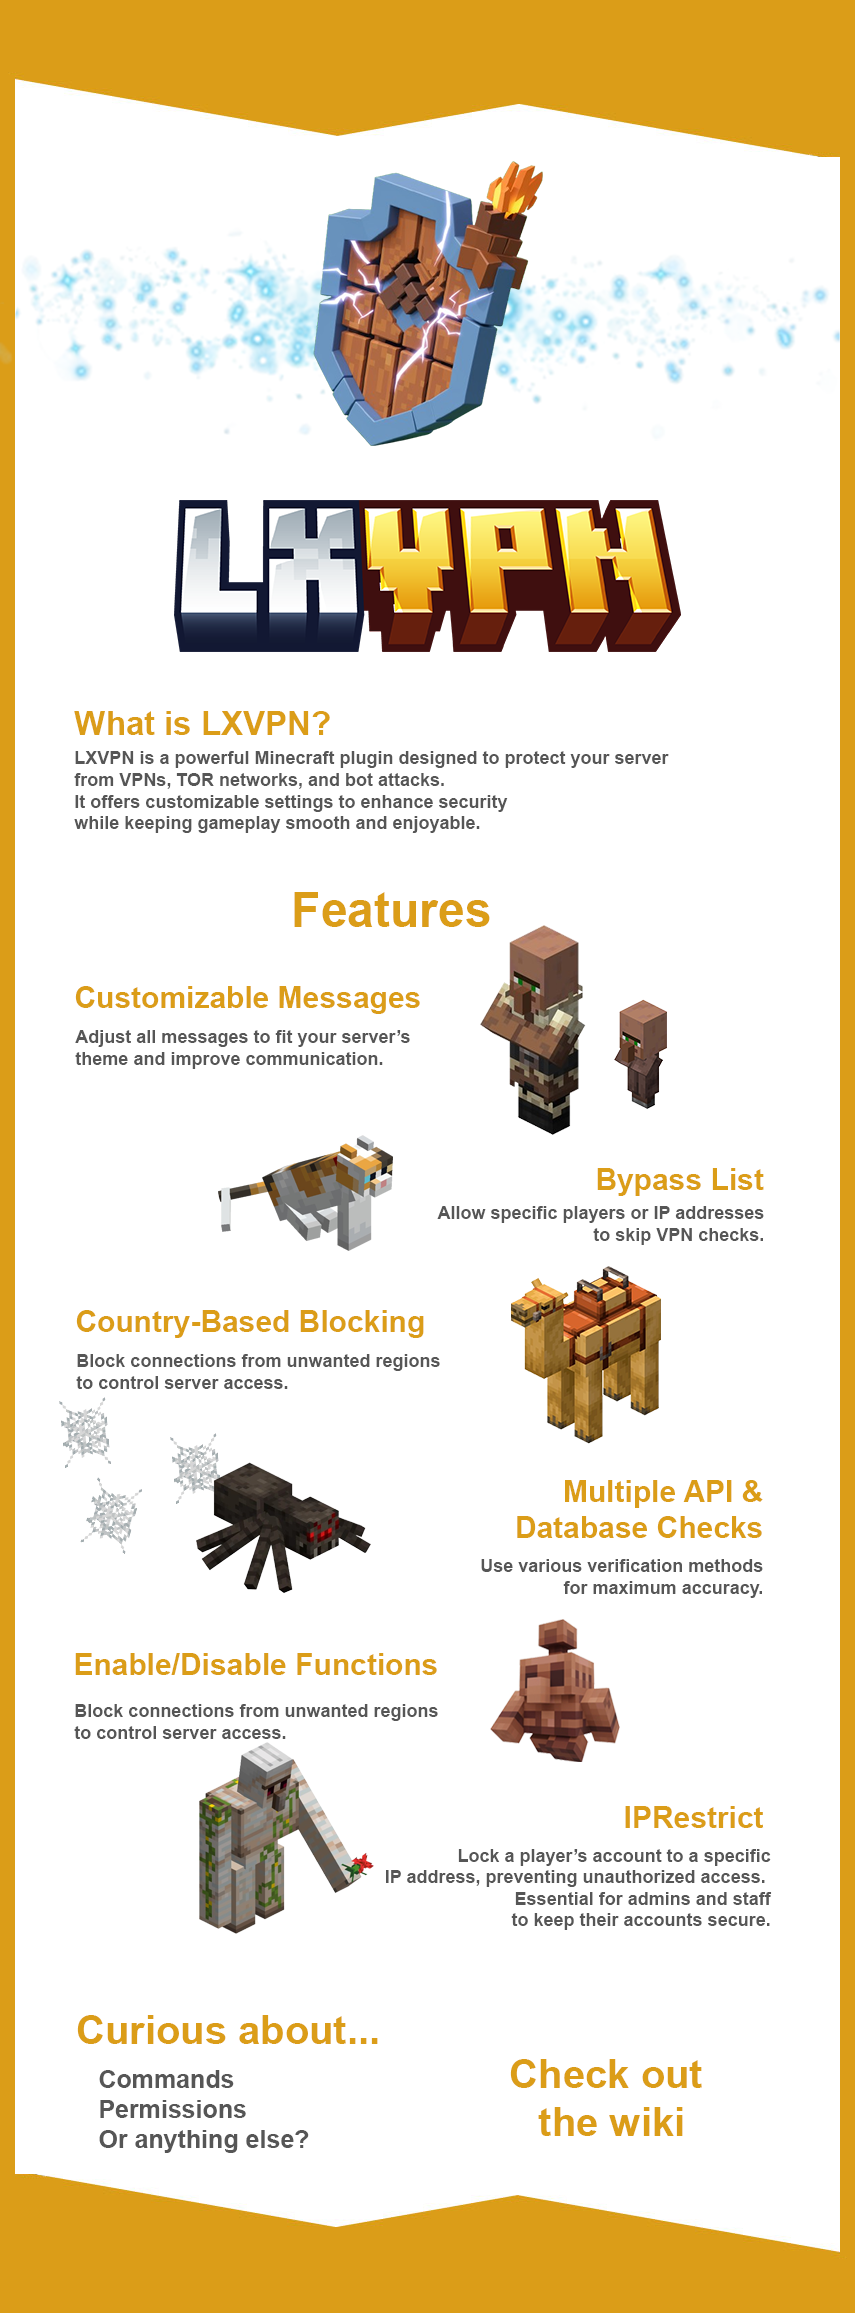 LXVPN
What is LXVPN?
LXVPN is a powerful Minecraft plugin designed to protect your server
from VPNs, TOR networks, and bot attacks.
It offers customizable settings to enhance security
while keeping gameplay smooth and enjoyable.
Features
Customizable Messages
Adjust all messages to fit your server’s
theme and improve communication.
Bypass List
Allow specific players or IP addresses
to skip VPN checks.
Country-Based Blocking
Block connections from unwanted regions
to control server access.
Multiple API &
Database Checks
Use various verification methods
for maximum accuracy.
Enable/Disable Functions
Block connections from unwanted regions
to control server access.
IPRestrict
Lock a player’s account to a specific
IP address, preventing unauthorized access.
Essential for admins and staff
to keep their accounts secure.
Curious about...
Commands
Permissions
Or anything else?
Check out
the wiki